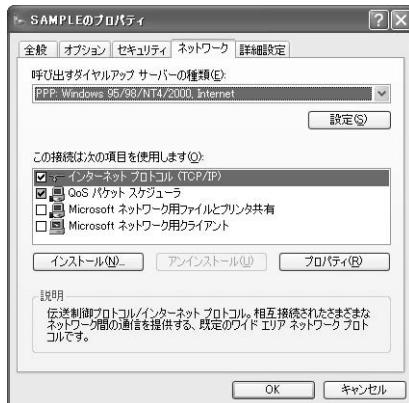 SAMPLEのプロパティ
全般 オプション セキュリティ ネットワーク 詳細設定
呼び出すダイヤルアップ サーバーの種類(E):
PPP: Windows 95/98/NT4/2000, Internet
設定(S)
この接続は次の項目を使用します(O):
インターネット プロトコル (TCP/IP)
QoS パケット スケジューラ
Microsoft ネットワーク用ファイルとプリンタ共有
Microsoft ネットワーク用クライアント
インストール(N)... アンインストール(U) プロパティ(R)
説明
伝送制御プロトコル/インターネット プロトコル。相互接続されたさまざまな
ネットワーク間の通信を提供する、既定のワイド エリア ネットワーク プロト
コルです。
OK キャンセル